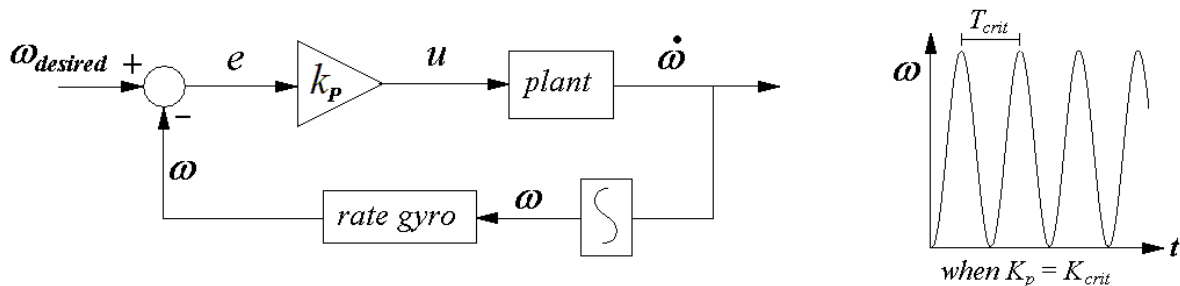 ω_desired + e k_P u plant ω̇
−
ω rate gyro ω ∫
T_crit
ω
t
when K_p = K_crit